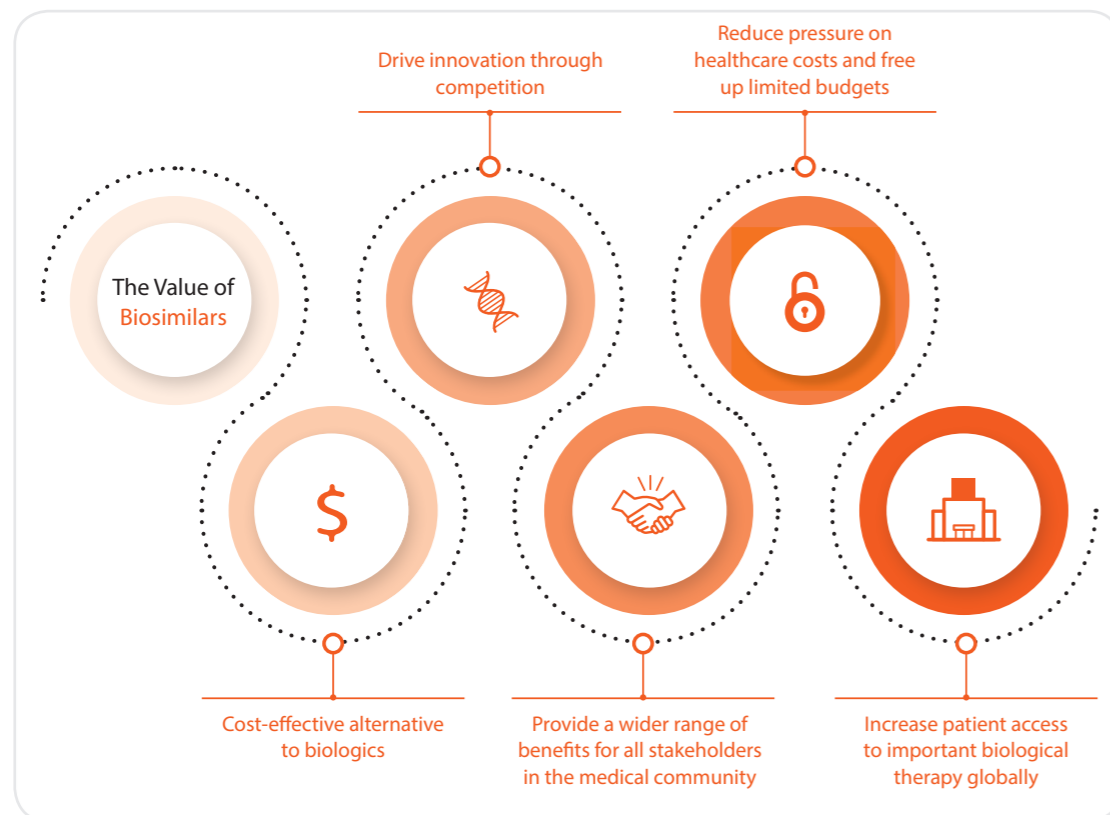 The Value of
Biosimilars
Cost-effective alternative
to biologics
Drive innovation through
competition
Provide a wider range of
benefits for all stakeholders
in the medical community
Reduce pressure on
healthcare costs and free
up limited budgets
Increase patient access
to important biological
therapy globally
$